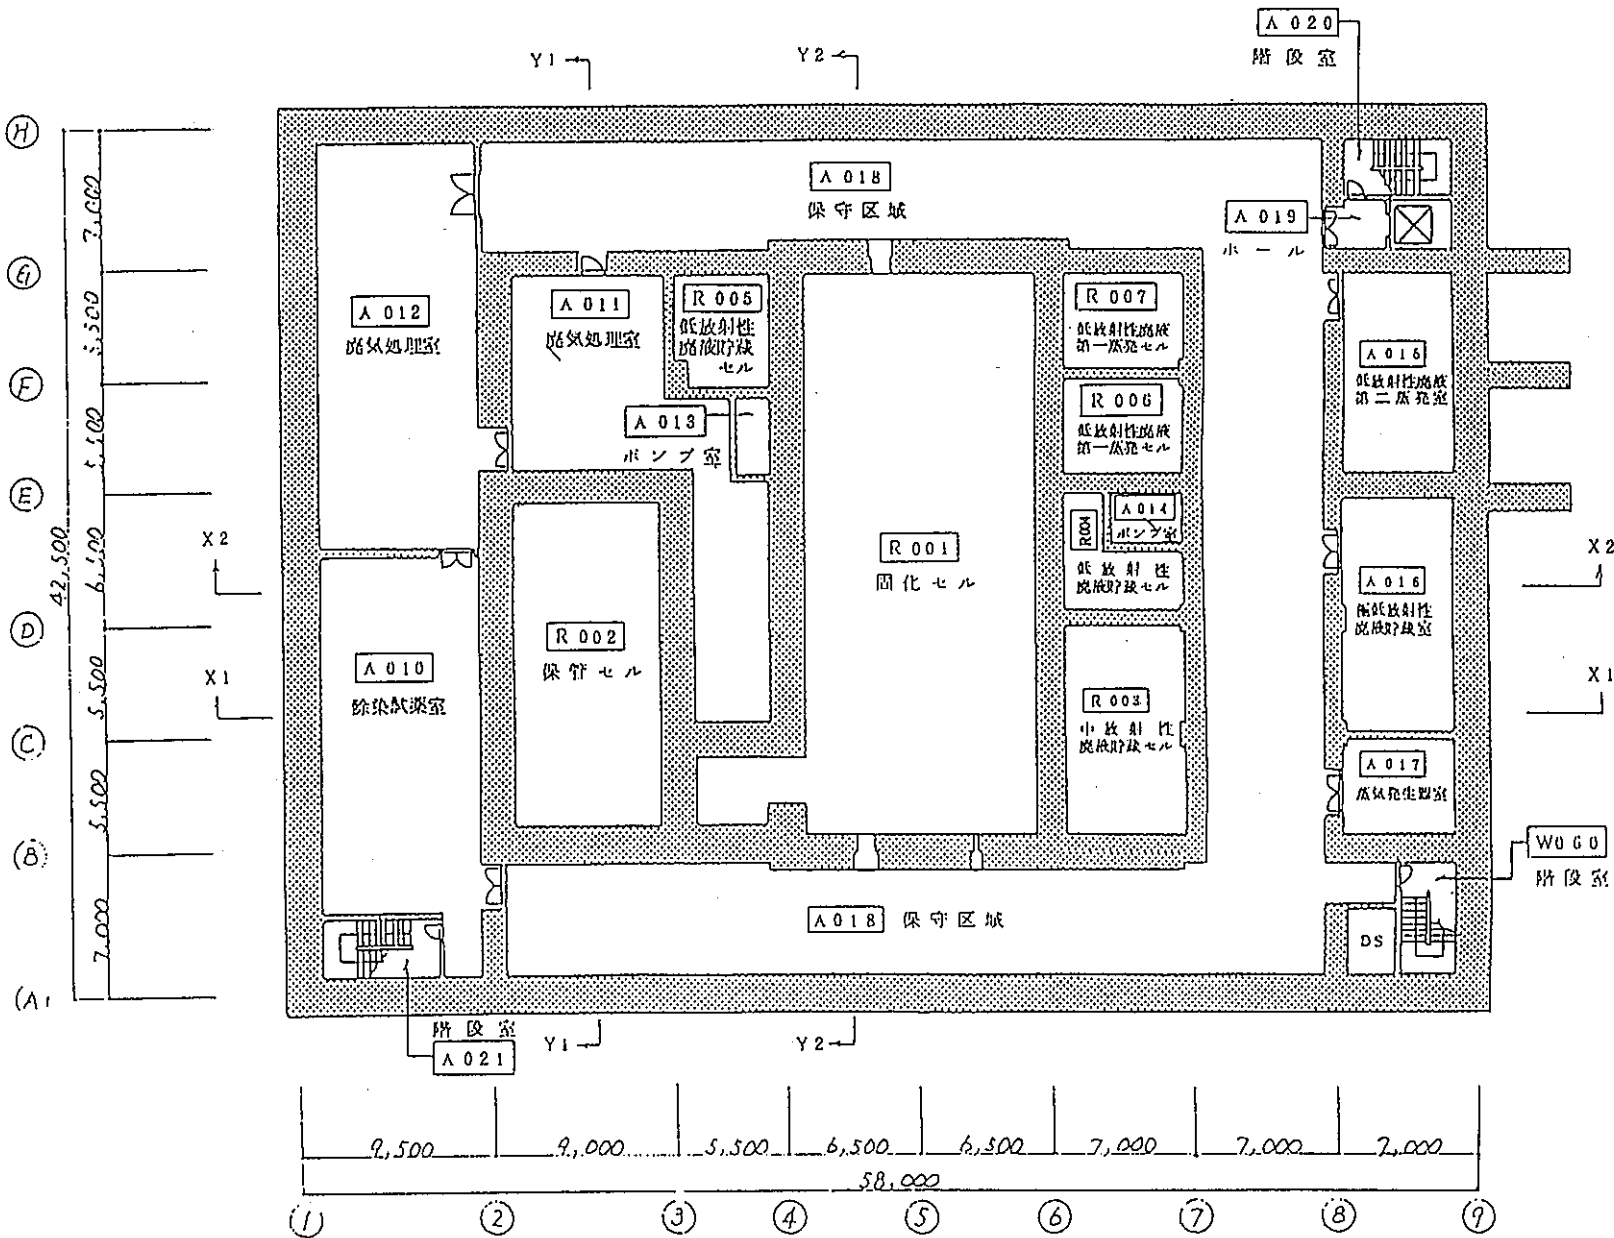 A 020
階段室
Y1
Y2
H
G
F
E
D
C
(B)
(A)
7,000
5,500
5,500
6,500
5,500
5,500
7,000
42,500
A 018
保守区域
A 019
ホール
A 012
廃気処理室
A 011
廃気処理室
R 005
低放射性
廃液貯蔵
セル
R 007
低放射性廃液
第一蒸発セル
A 015
低放射性廃液
第二蒸発室
R 006
低放射性廃液
第一蒸発セル
A 013
ポンプ室
A 014
ポンプ室
R004
低放射性
廃液貯蔵セル
R 001
固化セル
A 016
極低放射性
廃液貯蔵室
X2
X2
R 002
保管セル
A 010
除染試薬室
X1
X1
R 003
中放射性
廃液貯蔵セル
A 017
蒸気発生器室
W060
階段室
A 018
保守区域
DS
階段室
A 021
Y1
Y2
9,500
9,000
5,500
6,500
6,500
7,000
7,000
7,000
58,000
1
2
3
4
5
6
7
8
9